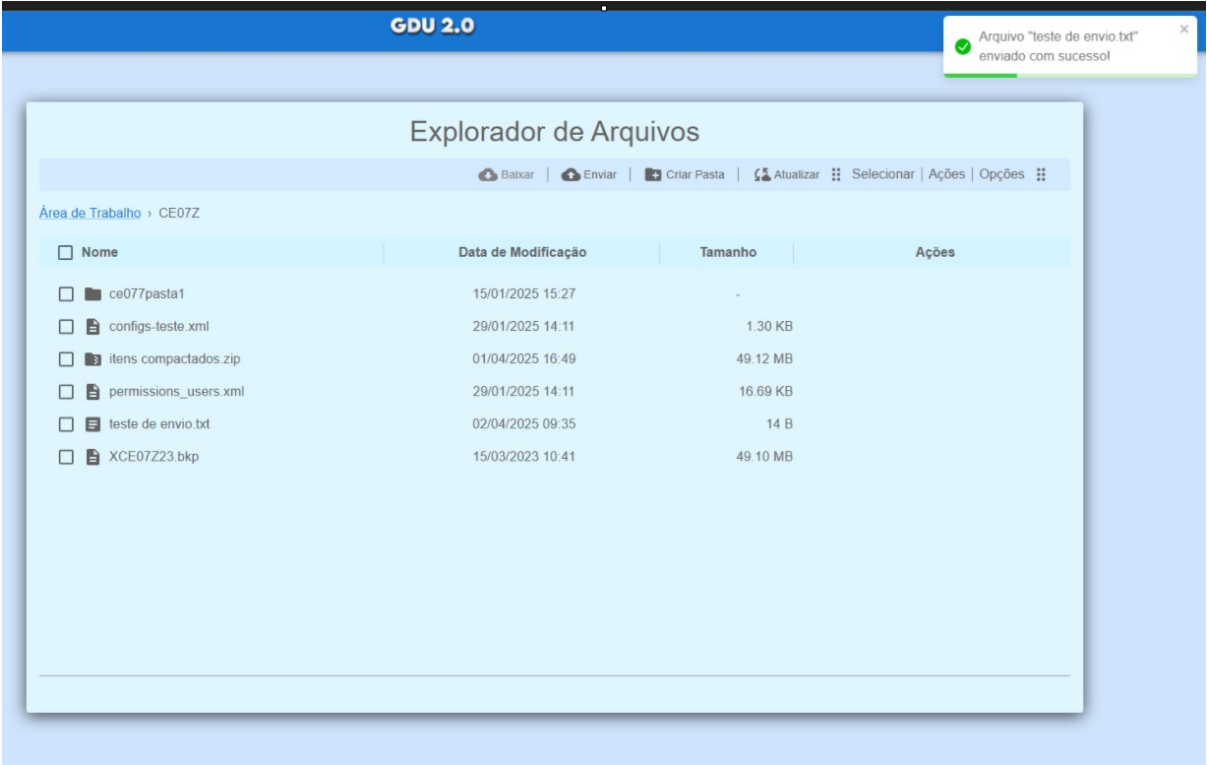 GDU 2.0
Arquivo "teste de envio.txt"
enviado com sucesso!
Explorador de Arquivos
Baixar | Enviar | Criar Pasta | Atualizar Selecionar | Ações | Opções
Área de Trabalho › CE07Z
Nome Data de Modificação Tamanho Ações
ce077pasta1 15/01/2025 15:27 -
configs-teste.xml 29/01/2025 14:11 1.30 KB
itens compactados.zip 01/04/2025 16:49 49.12 MB
permissions_users.xml 29/01/2025 14:11 16.69 KB
teste de envio.txt 02/04/2025 09:35 14 B
XCE07Z23.bkp 15/03/2023 10:41 49.10 MB